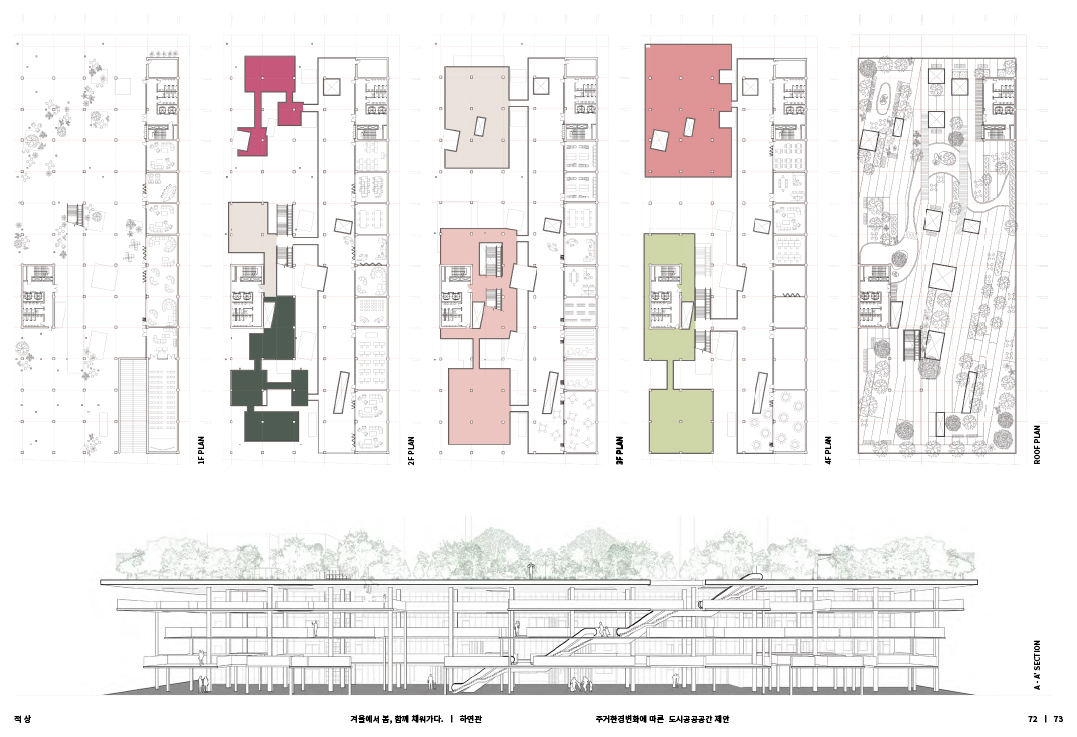 1F PLAN
2F PLAN
3F PLAN
4F PLAN
ROOF PLAN
A - A' SECTION
적 상
겨울에서 봄, 함께 채워가다. | 하연관
주거환경변화에 따른 도시공공공간 제안
72 | 73